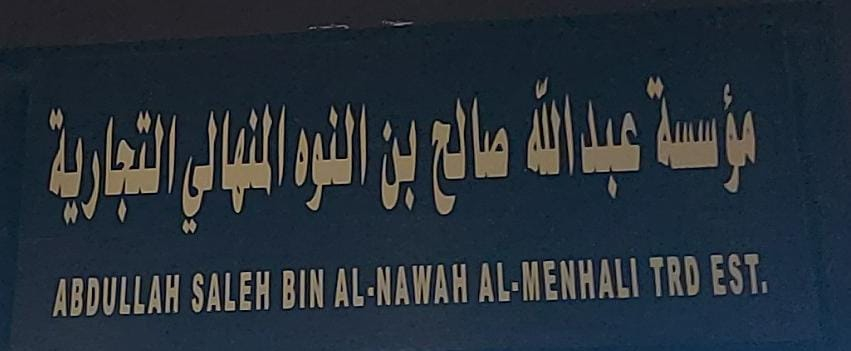 مؤسسة عبدالله صالح بن النوه المنهالي التجارية
ABDULLAH SALEH BIN AL-NAWAH AL-MENHALI TRD EST.